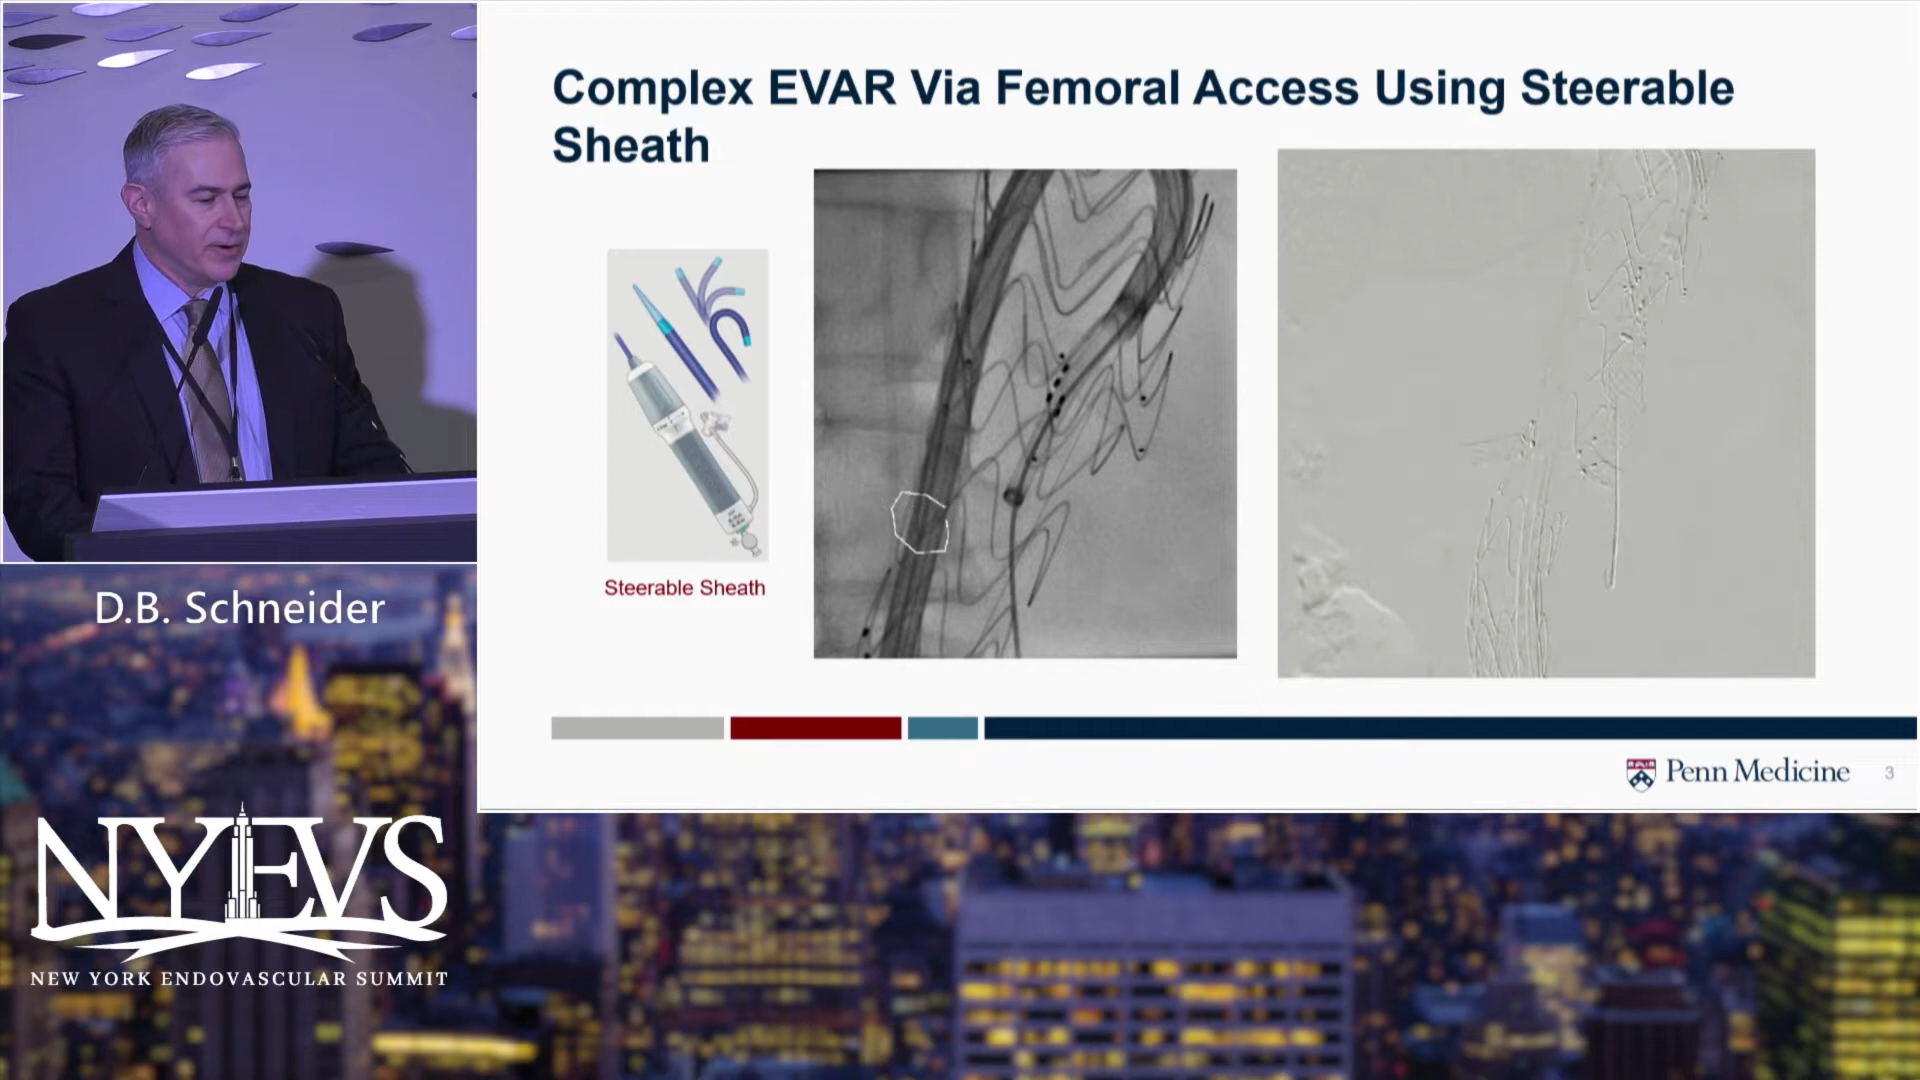 Complex EVAR Via Femoral Access Using Steerable
Sheath
Steerable Sheath
Penn Medicine
3
D.B. Schneider
NYEVS
NEW YORK ENDOVASCULAR SUMMIT